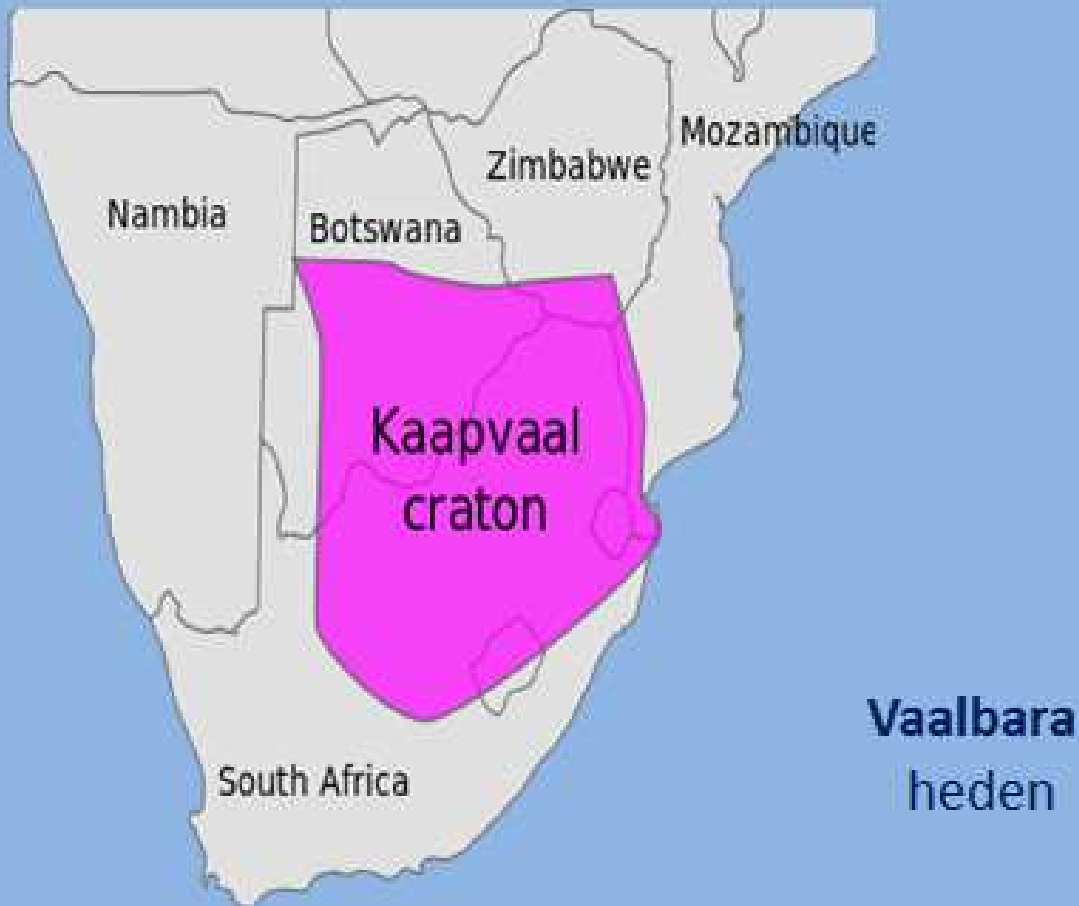 Mozambique
Zimbabwe
Nambia
Botswana
Kaapvaal
craton
Vaalbara
heden
South Africa